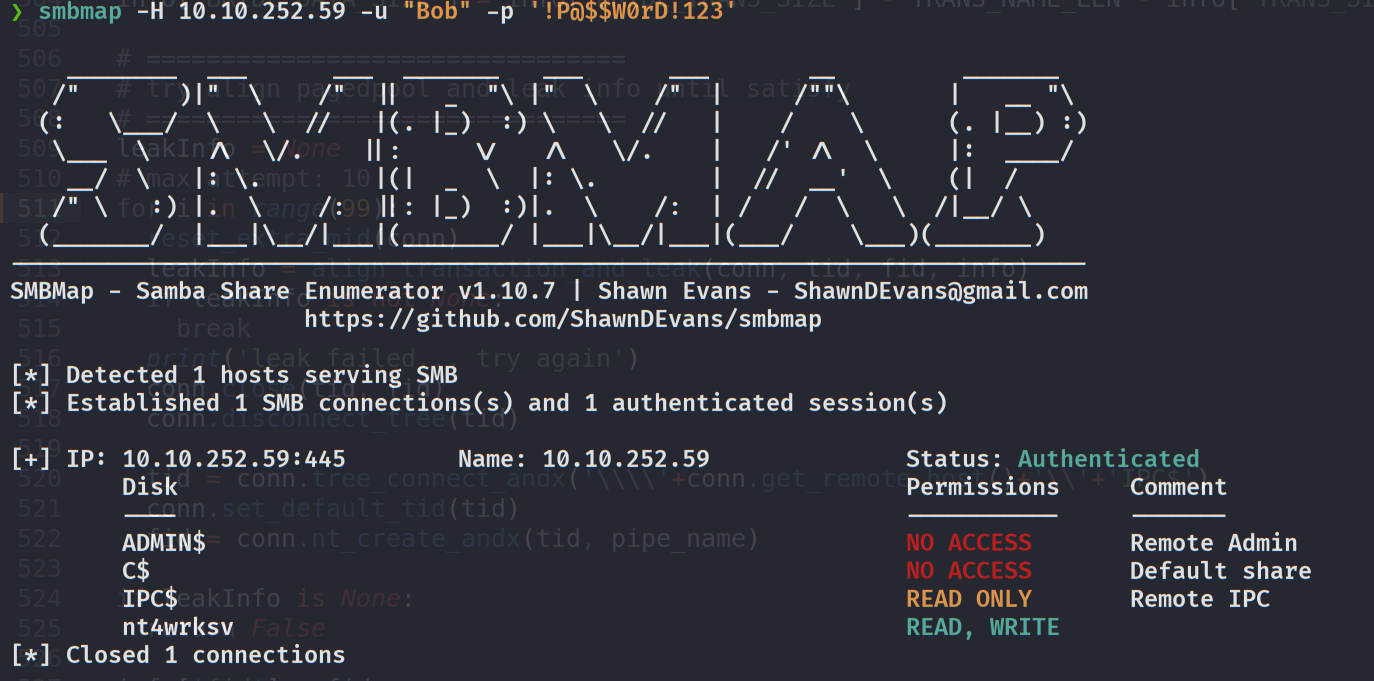 ❯ smbmap -H 10.10.252.59 -u "Bob" -p '!P@$$W0rD!123'
SMBMap - Samba Share Enumerator v1.10.7 | Shawn Evans - ShawnDEvans@gmail.com
https://github.com/ShawnDEvans/smbmap
[*] Detected 1 hosts serving SMB
[*] Established 1 SMB connections(s) and 1 authenticated session(s)
[+] IP: 10.10.252.59:445 Name: 10.10.252.59 Status: Authenticated
Disk Permissions Comment
ADMIN$ NO ACCESS Remote Admin
C$ NO ACCESS Default share
IPC$ READ ONLY Remote IPC
nt4wrksv READ, WRITE
[*] Closed 1 connections